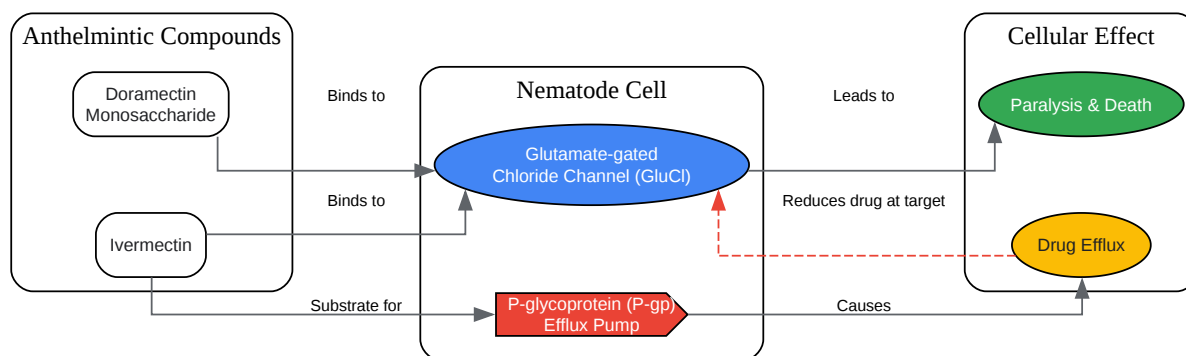 Anthelmintic Compounds
Doramectin
Monosaccharide
Ivermectin
Binds to
Binds to
Substrate for
Nematode Cell
Glutamate-gated
Chloride Channel (GluCl)
P-glycoprotein (P-gp)
Efflux Pump
Leads to
Reduces drug at target
Causes
Cellular Effect
Paralysis & Death
Drug Efflux